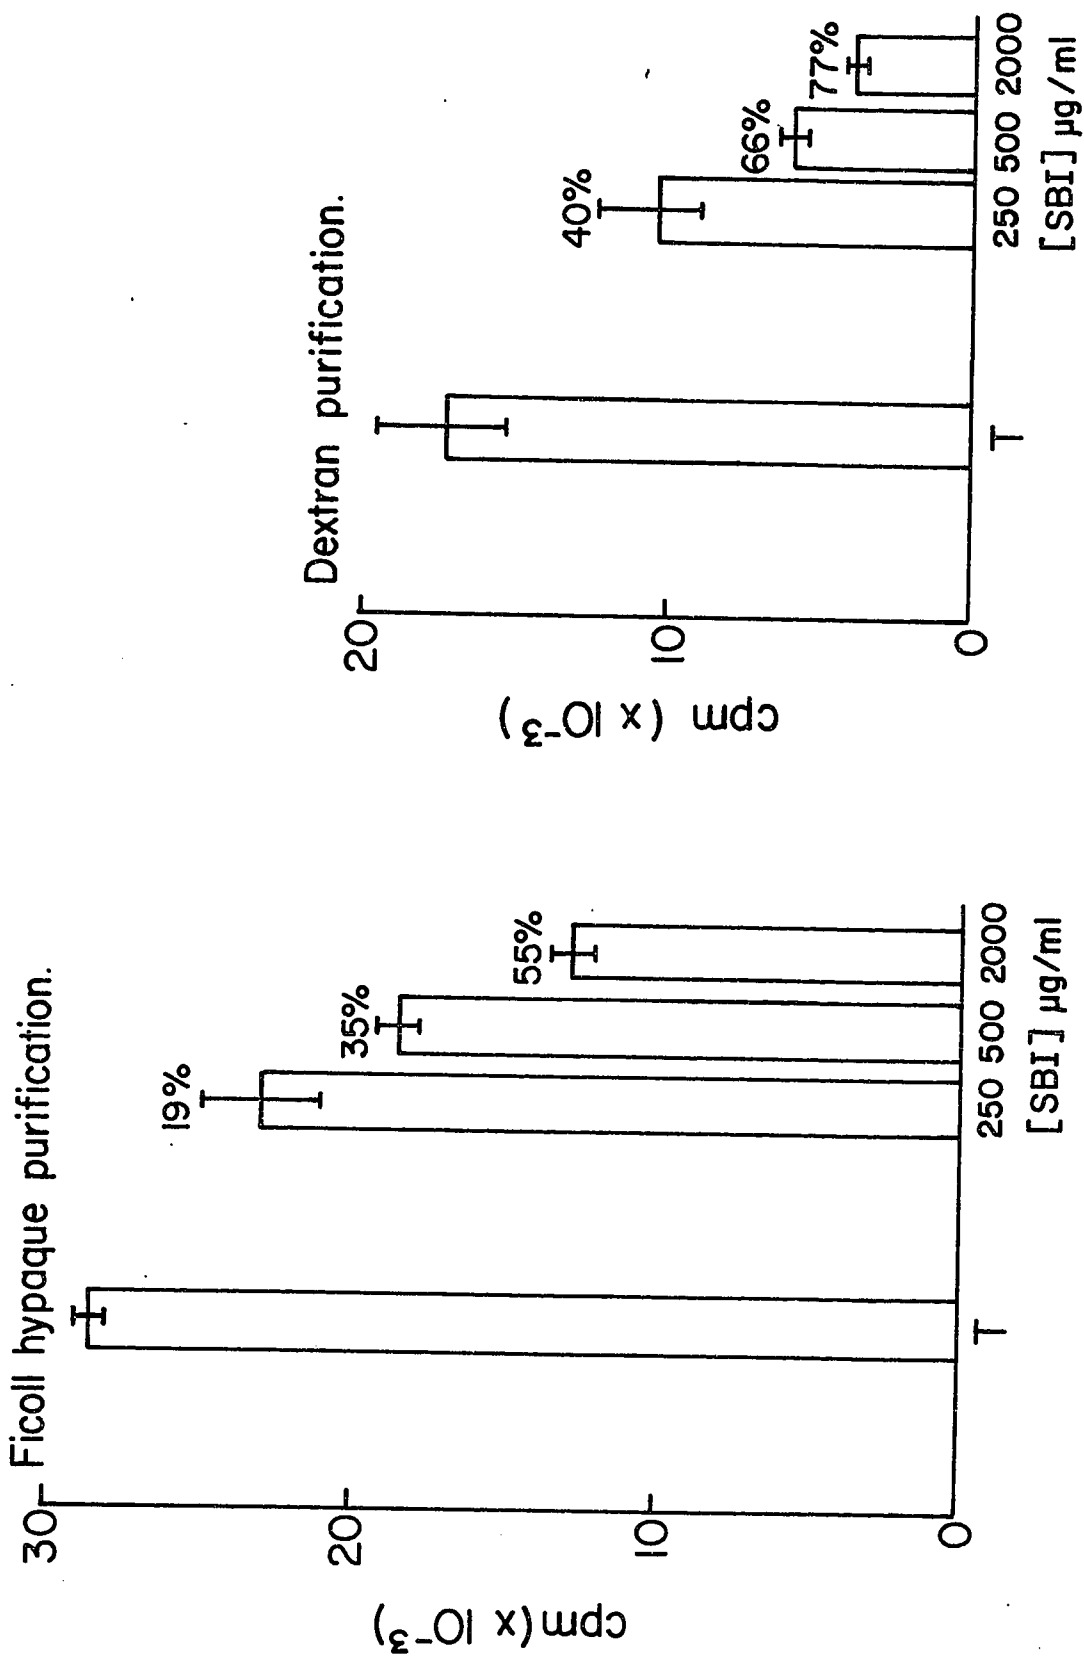 Ficoll hypaque purification.
30
20
10
0
cpm (x 10⁻³)
19%
35%
55%
T
250 500 2000
[SBI] µg/ml
Dextran purification.
20
10
0
cpm (x 10⁻³)
40%
66%
77%
T
250 500 2000
[SBI] µg/ml